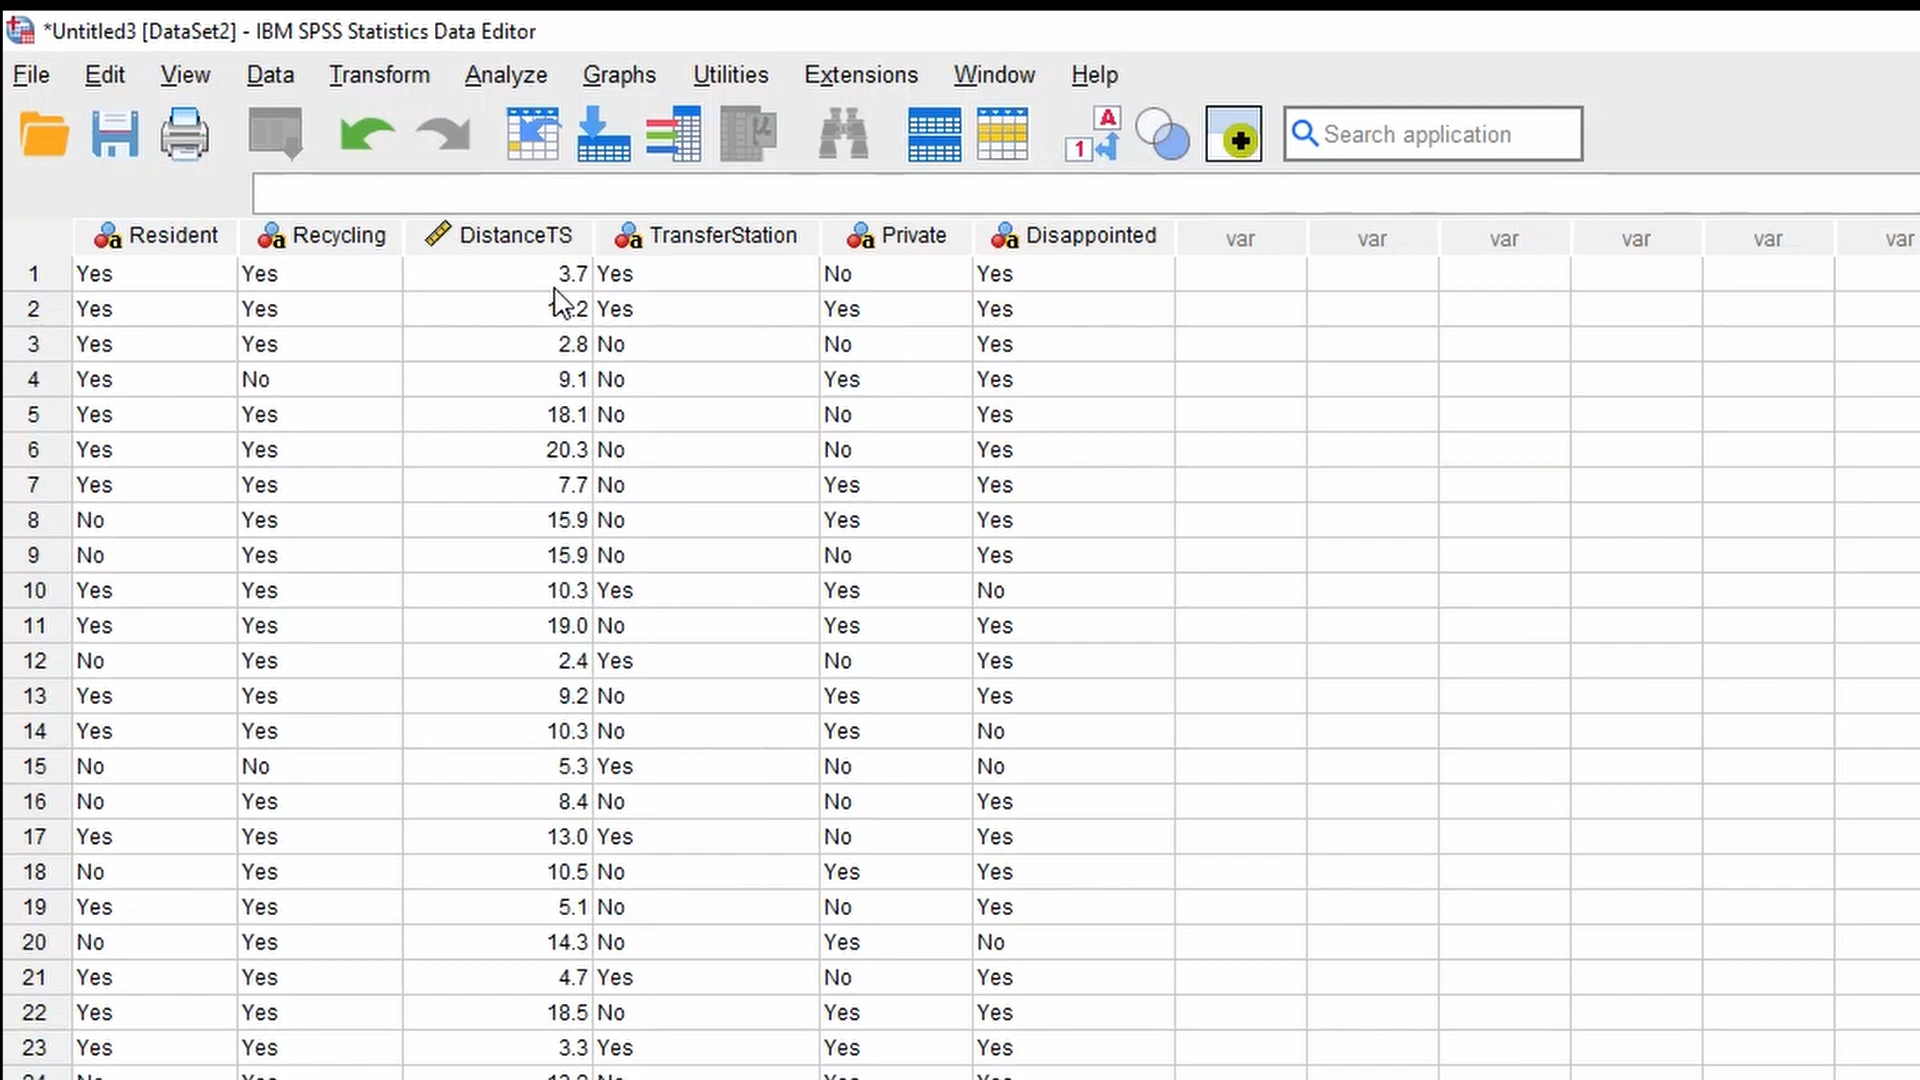 *Untitled3 [DataSet2] - IBM SPSS Statistics Data Editor
File Edit View Data Transform Analyze Graphs Utilities Extensions Window Help
Search application
Resident Recycling DistanceTS TransferStation Private Disappointed var var var var var var
1 Yes Yes 3.7 Yes No Yes
2 Yes Yes Yes Yes Yes
3 Yes Yes 2.8 No No Yes
4 Yes No 9.1 No Yes Yes
5 Yes Yes 18.1 No No Yes
6 Yes Yes 20.3 No No Yes
7 Yes Yes 7.7 No Yes Yes
8 No Yes 15.9 No Yes Yes
9 No Yes 15.9 No No Yes
10 Yes Yes 10.3 Yes Yes No
11 Yes Yes 19.0 No Yes Yes
12 No Yes 2.4 Yes No Yes
13 Yes Yes 9.2 No Yes Yes
14 Yes Yes 10.3 No Yes No
15 No No 5.3 Yes No No
16 No Yes 8.4 No No Yes
17 Yes Yes 13.0 Yes No Yes
18 No Yes 10.5 No Yes Yes
19 Yes Yes 5.1 No No Yes
20 No Yes 14.3 No Yes No
21 Yes Yes 4.7 Yes No Yes
22 Yes Yes 18.5 No Yes Yes
23 Yes Yes 3.3 Yes Yes Yes